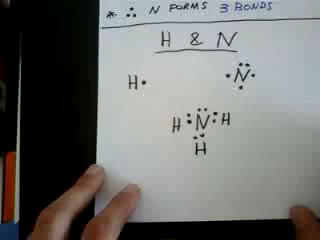 * ∴ N FORMS 3 BONDS
H & N
H• •N̈:
H :N̈: H
H